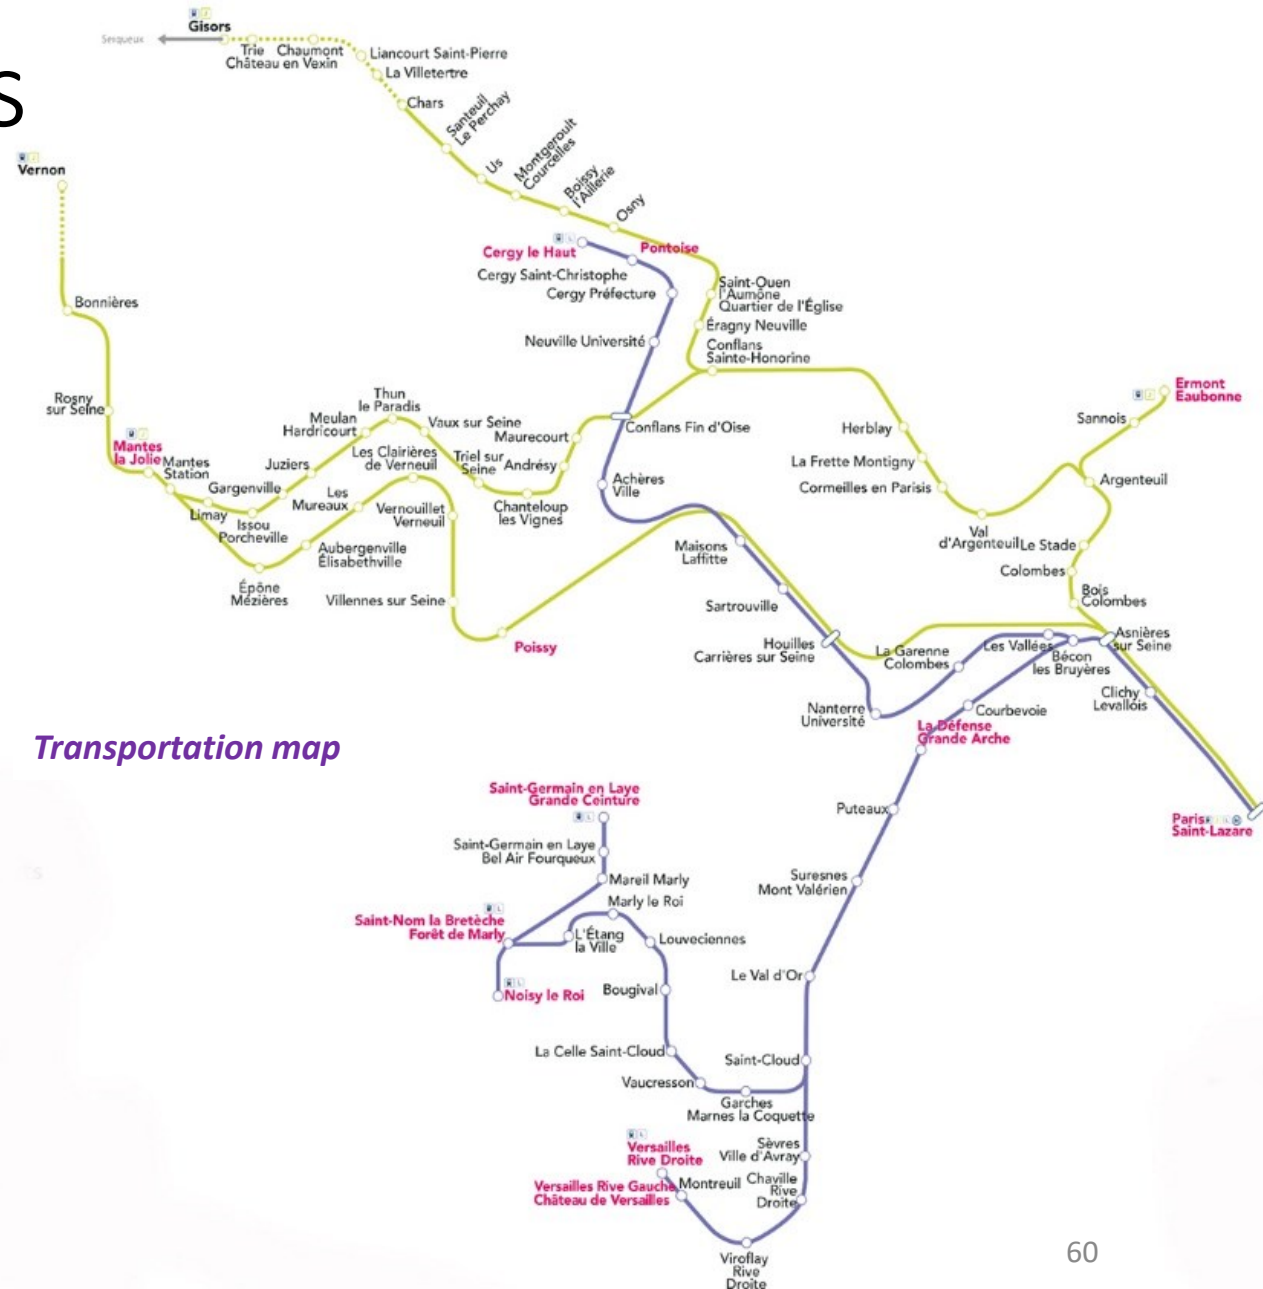 S
Gisors
Serqueux
Trie
Château
Chaumont
en Vexin
Liancourt Saint-Pierre
La Villetertre
Chars
Santeuil
Le Perchay
Us
Montgeroult
Courcelles
Boissy
l'Aillerie
Osny
Vernon
Cergy le Haut
Pontoise
Cergy Saint-Christophe
Cergy Préfecture
Saint-Ouen
l'Aumône
Quartier de l'Église
Éragny Neuville
Bonnières
Neuville Université
Conflans
Sainte-Honorine
Ermont
Eaubonne
Sannois
Rosny
sur Seine
Thun
le Paradis
Meulan
Hardricourt
Vaux sur Seine
Maurecourt
Conflans Fin d'Oise
Herblay
Mantes
la Jolie
Mantes
Station
Juziers
Les Clairières
de Verneuil
Triel sur
Seine
Andrésy
La Frette Montigny
Achères
Ville
Argenteuil
Gargenville
Les
Mureaux
Cormeilles en Parisis
Limay
Issou
Porcheville
Vernouillet
Verneuil
Chanteloup
les Vignes
Val
d'Argenteuil
Le Stade
Maisons
Laffitte
Aubergenville
Élisabethville
Colombes
Épône
Mézières
Villennes sur Seine
Bois
Colombes
Sartrouville
Poissy
Houilles
Carrières sur Seine
La Garenne
Colombes
Les Vallées
Asnières
sur Seine
Bécon
les Bruyères
Clichy
Levallois
Nanterre
Université
Courbevoie
La Défense
Grande Arche
Transportation map
Saint-Germain en Laye
Grande Ceinture
Puteaux
Paris
Saint-Lazare
Saint-Germain en Laye
Bel Air Fourqueux
Mareil Marly
Suresnes
Mont Valérien
Marly le Roi
Saint-Nom la Bretèche
Forêt de Marly
L'Étang
la Ville
Louveciennes
Le Val d'Or
Noisy le Roi
Bougival
La Celle Saint-Cloud
Saint-Cloud
Vaucresson
Garches
Marnes la Coquette
Versailles
Rive Droite
Sèvres
Ville d'Avray
Versailles Rive Gauche
Château de Versailles
Montreuil
Chaville
Rive
Droite
Viroflay
Rive
Droite
60